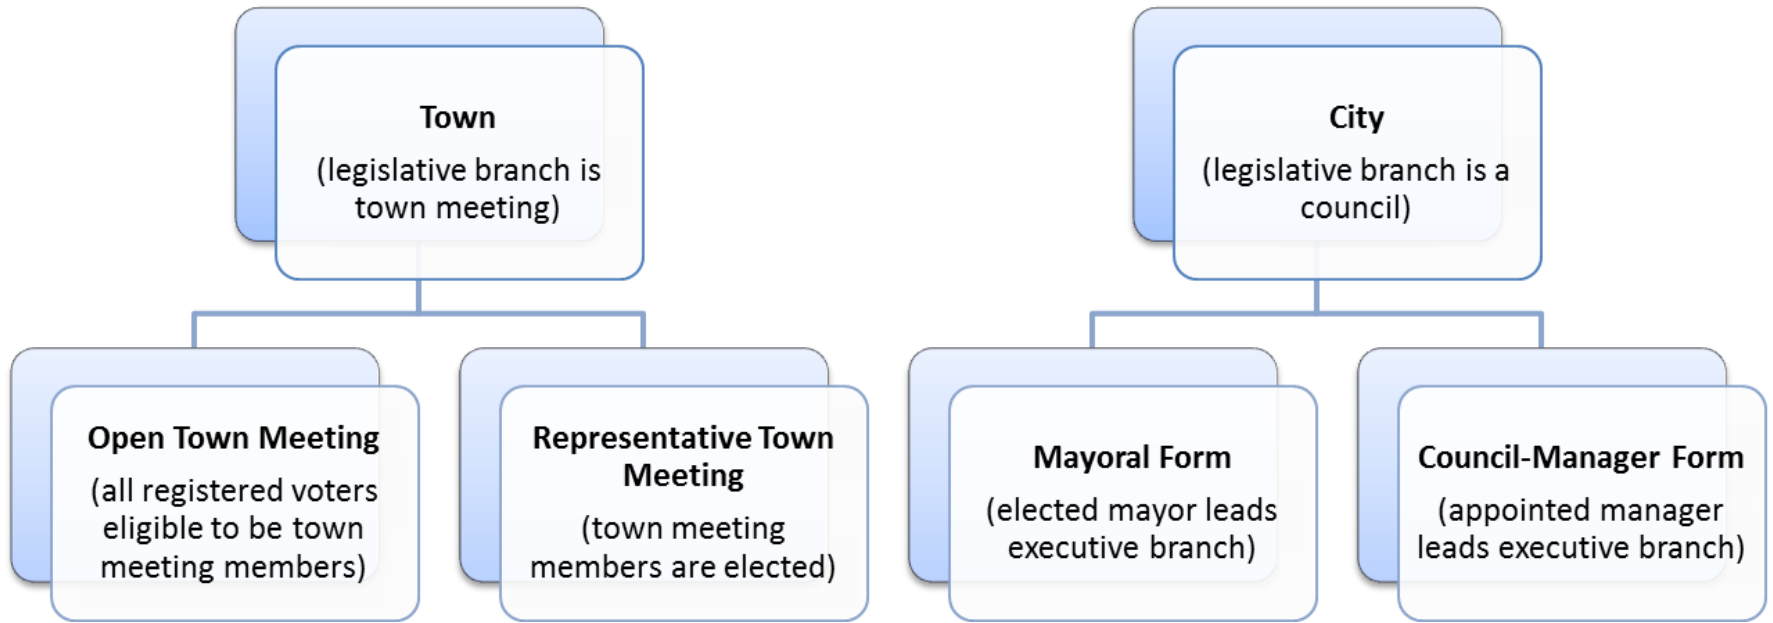 Town
(legislative branch is
town meeting)
City
(legislative branch is a
council)
Open Town Meeting
(all registered voters
eligible to be town
meeting members)
Representative Town
Meeting
(town meeting
members are elected)
Mayoral Form
(elected mayor leads
executive branch)
Council-Manager Form
(appointed manager
leads executive branch)